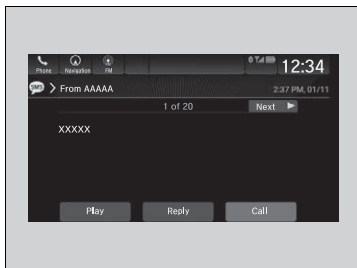 Phone Navigation FM 12:34
SMS From AAAAA 2:37 PM, 01/11
1 of 20 Next
XXXXX
Play Reply Call